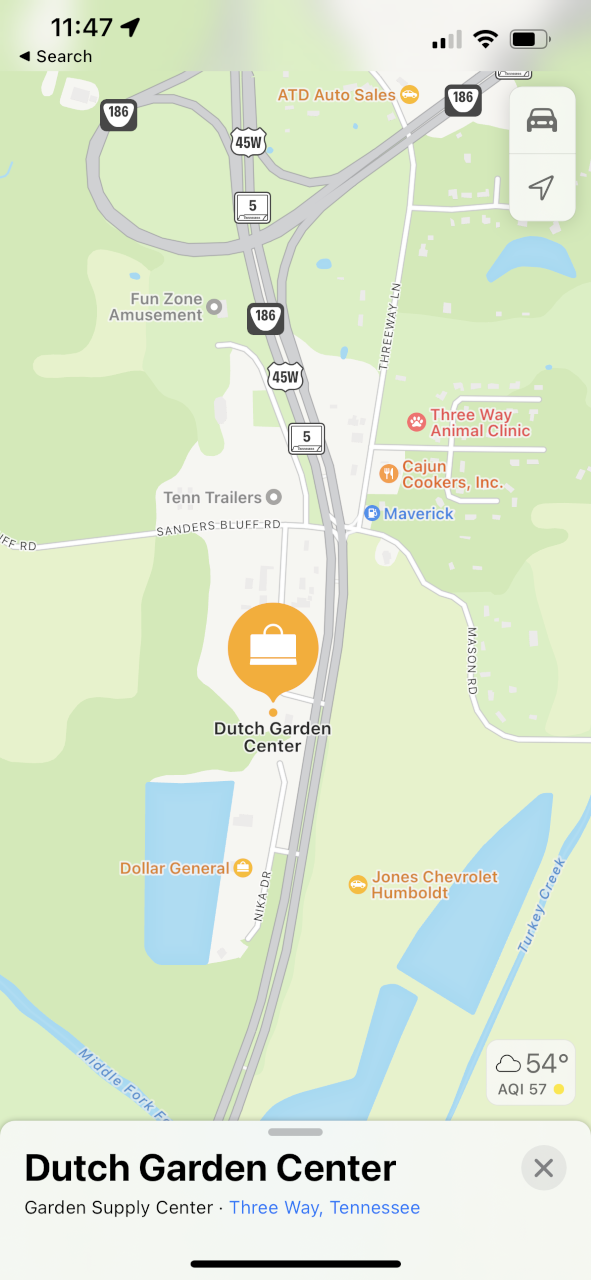 11:47
◀ Search
ATD Auto Sales
186
186
45W
5
Tennessee
Fun Zone
Amusement
186
THREEWAY LN
45W
Three Way
Animal Clinic
5
Tennessee
Cajun
Cookers, Inc.
Tenn Trailers
Maverick
SANDERS BLUFF RD
FF RD
MASON RD
Dutch Garden
Center
Dollar General
Jones Chevrolet
Humboldt
NIKA DR
Turkey Creek
Middle Fork F
54°
AQI 57
Dutch Garden Center
Garden Supply Center · Three Way, Tennessee